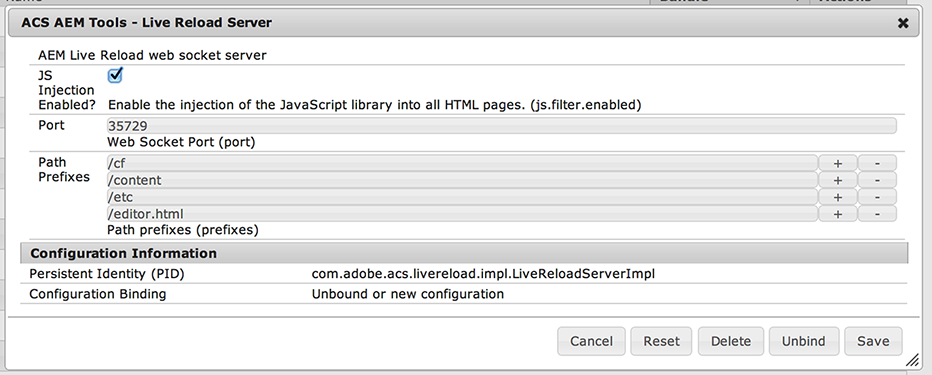 ACS AEM Tools - Live Reload Server
AEM Live Reload web socket server
JS
Injection
Enabled? Enable the injection of the JavaScript library into all HTML pages. (js.filter.enabled)
Port 35729
Web Socket Port (port)
Path /cf + -
Prefixes /content + -
/etc + -
/editor.html + -
Path prefixes (prefixes)
Configuration Information
Persistent Identity (PID) com.adobe.acs.livereload.impl.LiveReloadServerImpl
Configuration Binding Unbound or new configuration
Cancel Reset Delete Unbind Save